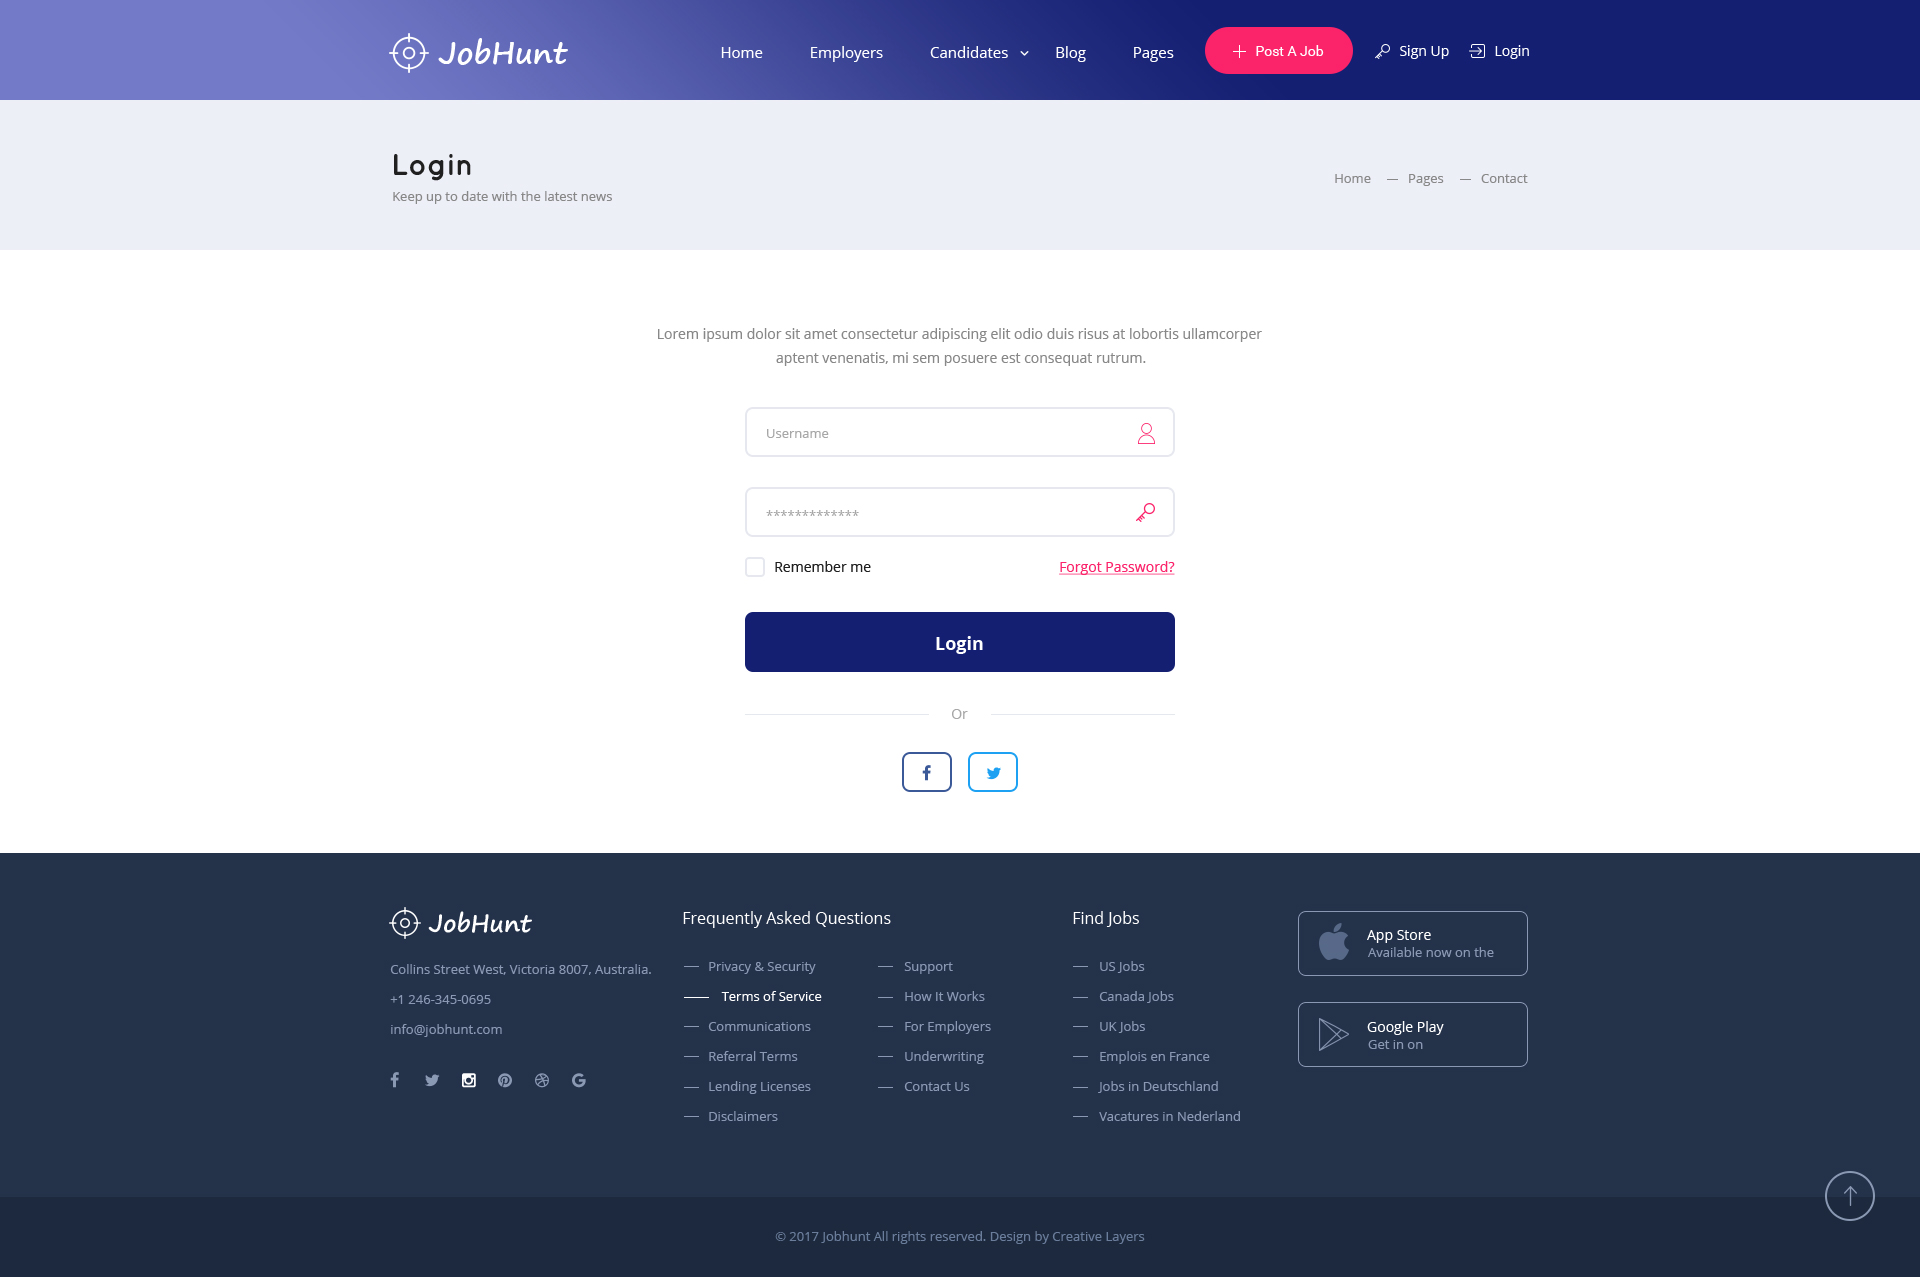 JobHunt
Home Employers Candidates Blog Pages Post A Job Sign Up Login
Login
Keep up to date with the latest news
Home — Pages — Contact
Lorem ipsum dolor sit amet consectetur adipiscing elit odio duis risus at lobortis ullamcorper
aptent venenatis, mi sem posuere est consequat rutrum.
Username
*************
Remember me Forgot Password?
Login
Or
JobHunt
Collins Street West, Victoria 8007, Australia.
+1 246-345-0695
info@jobhunt.com
Frequently Asked Questions
Privacy & Security
Terms of Service
Communications
Referral Terms
Lending Licenses
Disclaimers
Support
How It Works
For Employers
Underwriting
Contact Us
Find Jobs
US Jobs
Canada Jobs
UK Jobs
Emplois en France
Jobs in Deutschland
Vacatures in Nederland
App Store
Available now on the
Google Play
Get in on
© 2017 Jobhunt All rights reserved. Design by Creative Layers